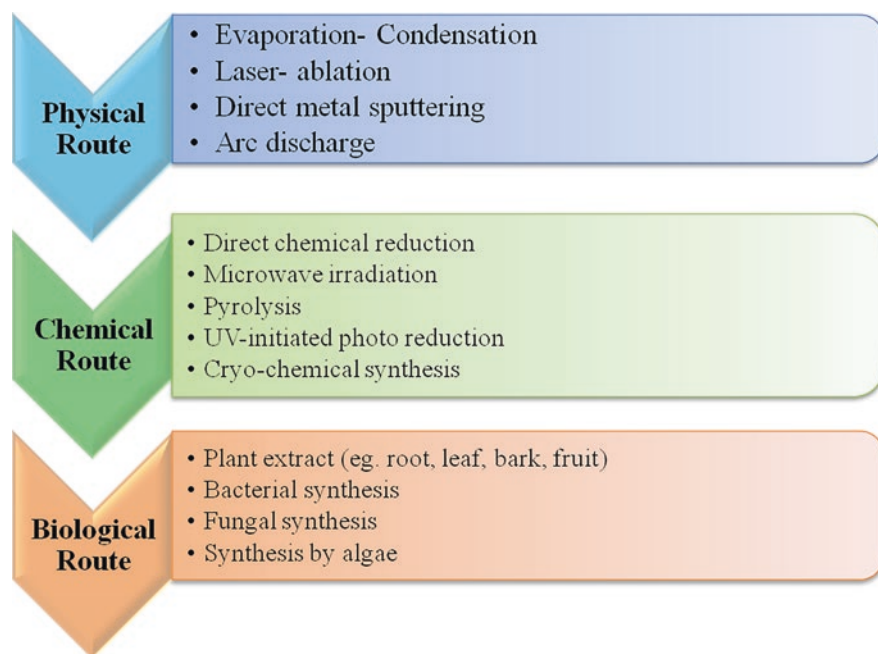 Physical
Route
• Evaporation- Condensation
• Laser- ablation
• Direct metal sputtering
• Arc discharge
Chemical
Route
• Direct chemical reduction
• Microwave irradiation
• Pyrolysis
• UV-initiated photo reduction
• Cryo-chemical synthesis
Biological
Route
• Plant extract (eg. root, leaf, bark, fruit)
• Bacterial synthesis
• Fungal synthesis
• Synthesis by algae